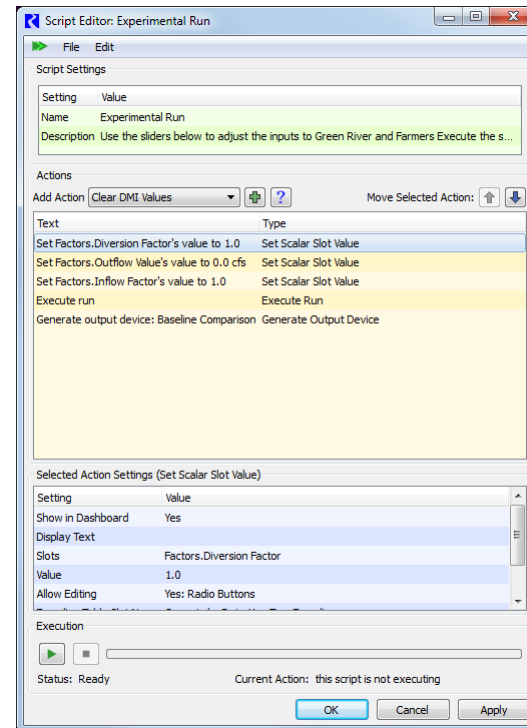 Script Editor: Experimental Run
File Edit
Script Settings
Setting Value
Name Experimental Run
Description Use the sliders below to adjust the inputs to Green River and Farmers Execute the s...
Actions
Add Action Clear DMI Values ? Move Selected Action:
Text Type
Set Factors.Diversion Factor's value to 1.0 Set Scalar Slot Value
Set Factors.Outflow Value's value to 0.0 cfs Set Scalar Slot Value
Set Factors.Inflow Factor's value to 1.0 Set Scalar Slot Value
Execute run Execute Run
Generate output device: Baseline Comparison Generate Output Device
Selected Action Settings (Set Scalar Slot Value)
Setting Value
Show in Dashboard Yes
Display Text
Slots Factors.Diversion Factor
Value 1.0
Allow Editing Yes: Radio Buttons
Execution
Status: Ready Current Action: this script is not executing
OK Cancel Apply